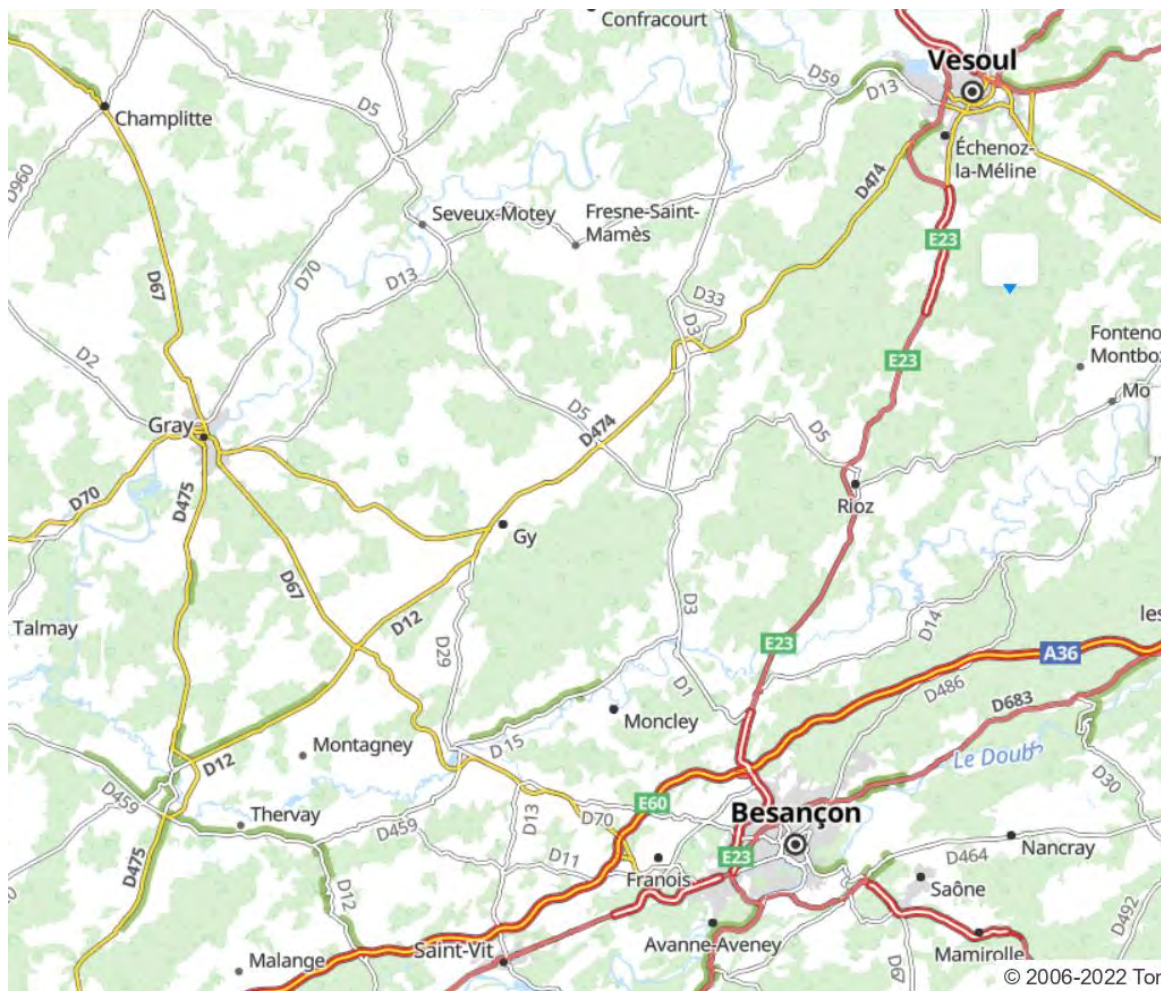 Confracourt
Vesoul
D59
D13
D5
Champlitte
Échenoz-
la-Méline
D960
D474
Seveux-Motey
Fresne-Saint-
Mamès
E23
D70
D13
D67
D33
D3
D2
E23
Fonteno
Montboz
Mo
Gray
D5
D474
D5
D70
D475
Rioz
Gy
D67
D12
D3
D14
Talmay
les
D29
E23
A36
D1
D486
D683
Moncley
Montagney
D15
D12
Le Doubs
D30
D459
E60
Thervay
D13
D70
Besançon
D459
D475
D11
E23
Nancray
D464
Franois
Saône
D12
D492
Avanne-Aveney
Saint-Vit
Mamirolle
Malange
D67
© 2006-2022 Tom